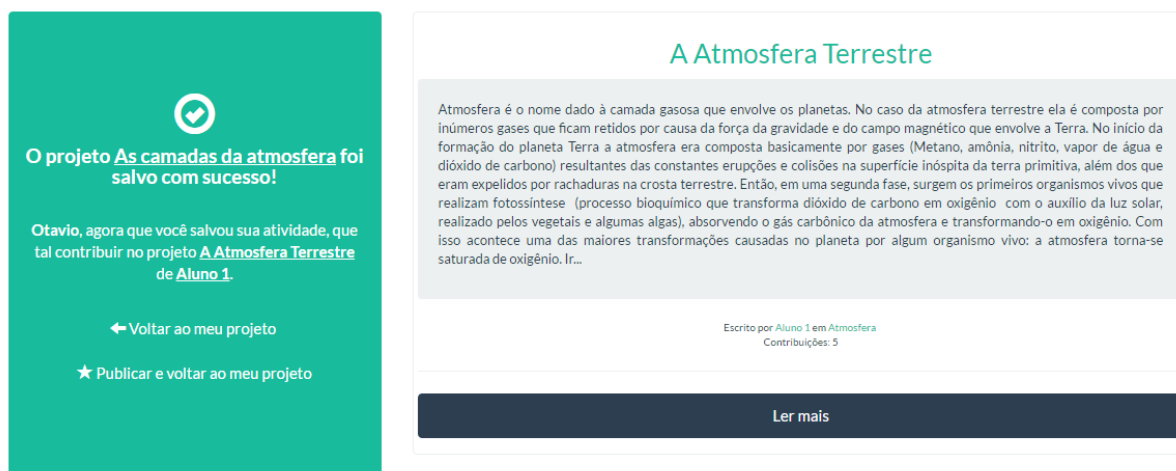 O projeto As camadas da atmosfera foi
salvo com sucesso!
Otavio, agora que você salvou sua atividade, que
tal contribuir no projeto A Atmosfera Terrestre
de Aluno 1.
Voltar ao meu projeto
Publicar e voltar ao meu projeto
A Atmosfera Terrestre
Atmosfera é o nome dado à camada gasosa que envolve os planetas. No caso da atmosfera terrestre ela é composta por
inúmeros gases que ficam retidos por causa da força da gravidade e do campo magnético que envolve a Terra. No início da
formação do planeta Terra a atmosfera era composta basicamente por gases (Metano, amônia, nitrito, vapor de água e
dióxido de carbono) resultantes das constantes erupções e colisões na superfície inóspita da terra primitiva, além dos que
eram expelidos por rachaduras na crosta terrestre. Então, em uma segunda fase, surgem os primeiros organismos vivos que
realizam fotossíntese (processo bioquímico que transforma dióxido de carbono em oxigênio com o auxílio da luz solar,
realizado pelos vegetais e algumas algas), absorvendo o gás carbônico da atmosfera e transformando-o em oxigênio. Com
isso acontece uma das maiores transformações causadas no planeta por algum organismo vivo: a atmosfera torna-se
saturada de oxigênio. Ir...
Escrito por Aluno 1 em Atmosfera
Contribuições: 5
Ler mais